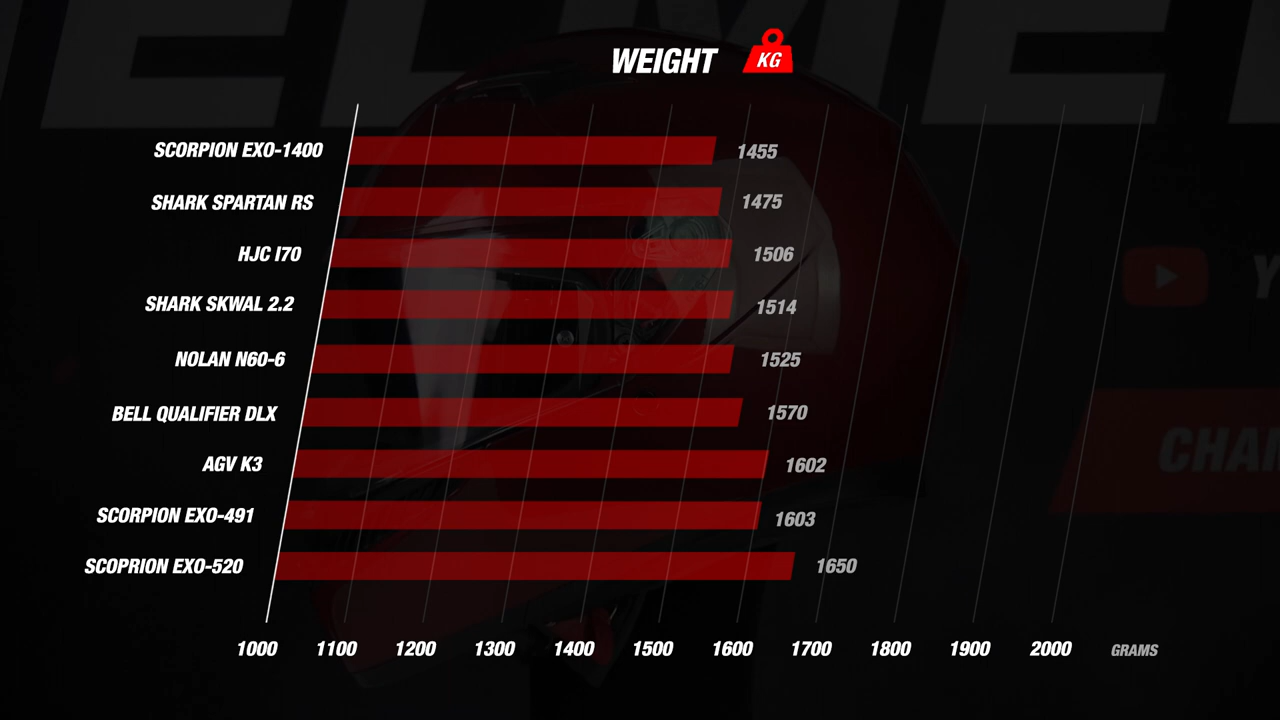 WEIGHT KG
SCORPION EXO-1400 1455
SHARK SPARTAN RS 1475
HJC I70 1506
SHARK SKWAL 2.2 1514
NOLAN N60-6 1525
BELL QUALIFIER DLX 1570
AGV K3 1602
SCORPION EXO-491 1603
SCOPRION EXO-520 1650
1000 1100 1200 1300 1400 1500 1600 1700 1800 1900 2000 GRAMS